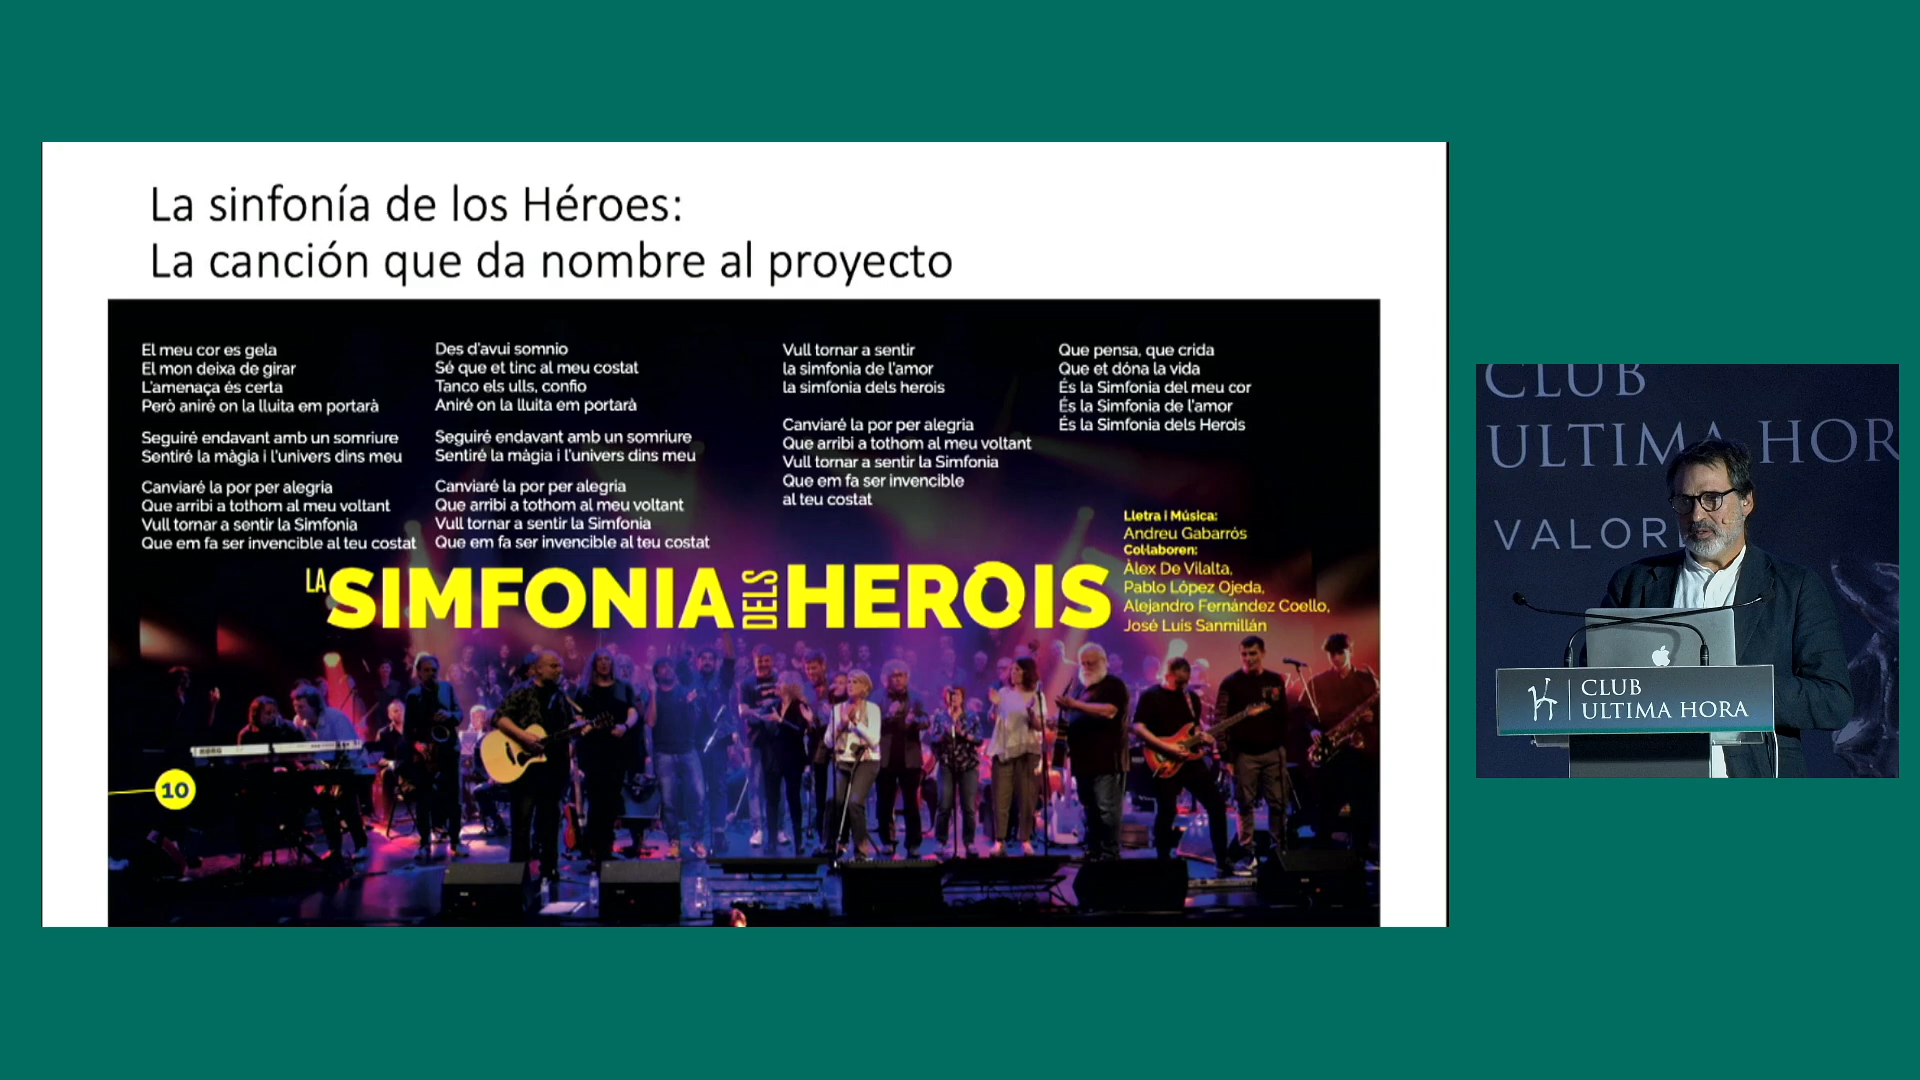 La sinfonía de los Héroes:
La canción que da nombre al proyecto
El meu cor es gela
El mon deixa de girar
L'amenaça és certa
Però aniré on la lluita em portarà
Seguiré endavant amb un somriure
Sentiré la màgia i l'univers dins meu
Canviaré la por per alegria
Que arribi a tothom al meu voltant
Vull tornar a sentir la Simfonia
Que em fa ser invencible al teu costat
Des d'avui somnio
Sé que et tinc al meu costat
Tanco els ulls, confio
Aniré on la lluita em portarà
Seguiré endavant amb un somriure
Sentiré la màgia i l'univers dins meu
Canviaré la por per alegria
Que arribi a tothom al meu voltant
Vull tornar a sentir la Simfonia
Que em fa ser invencible al teu costat
Vull tornar a sentir
la simfonia de l'amor
la simfonia dels herois
Canviaré la por per alegria
Que arribi a tothom al meu voltant
Vull tornar a sentir la Simfonia
Que em fa ser invencible
al teu costat
Que pensa, que crida
Que et dóna la vida
És la Simfonia del meu cor
És la Simfonia de l'amor
És la Simfonia dels Herois
Lletra i Música:
Andreu Gabarrós
Col·laboren:
Àlex De Vilalta,
Pablo López Ojeda,
Alejandro Fernández Coello,
José Luís Sanmillán
LA SIMFONIA DELS HEROIS
KORG
10
CLUB
ULTIMA HOR
VALOR
CLUB
ULTIMA HORA